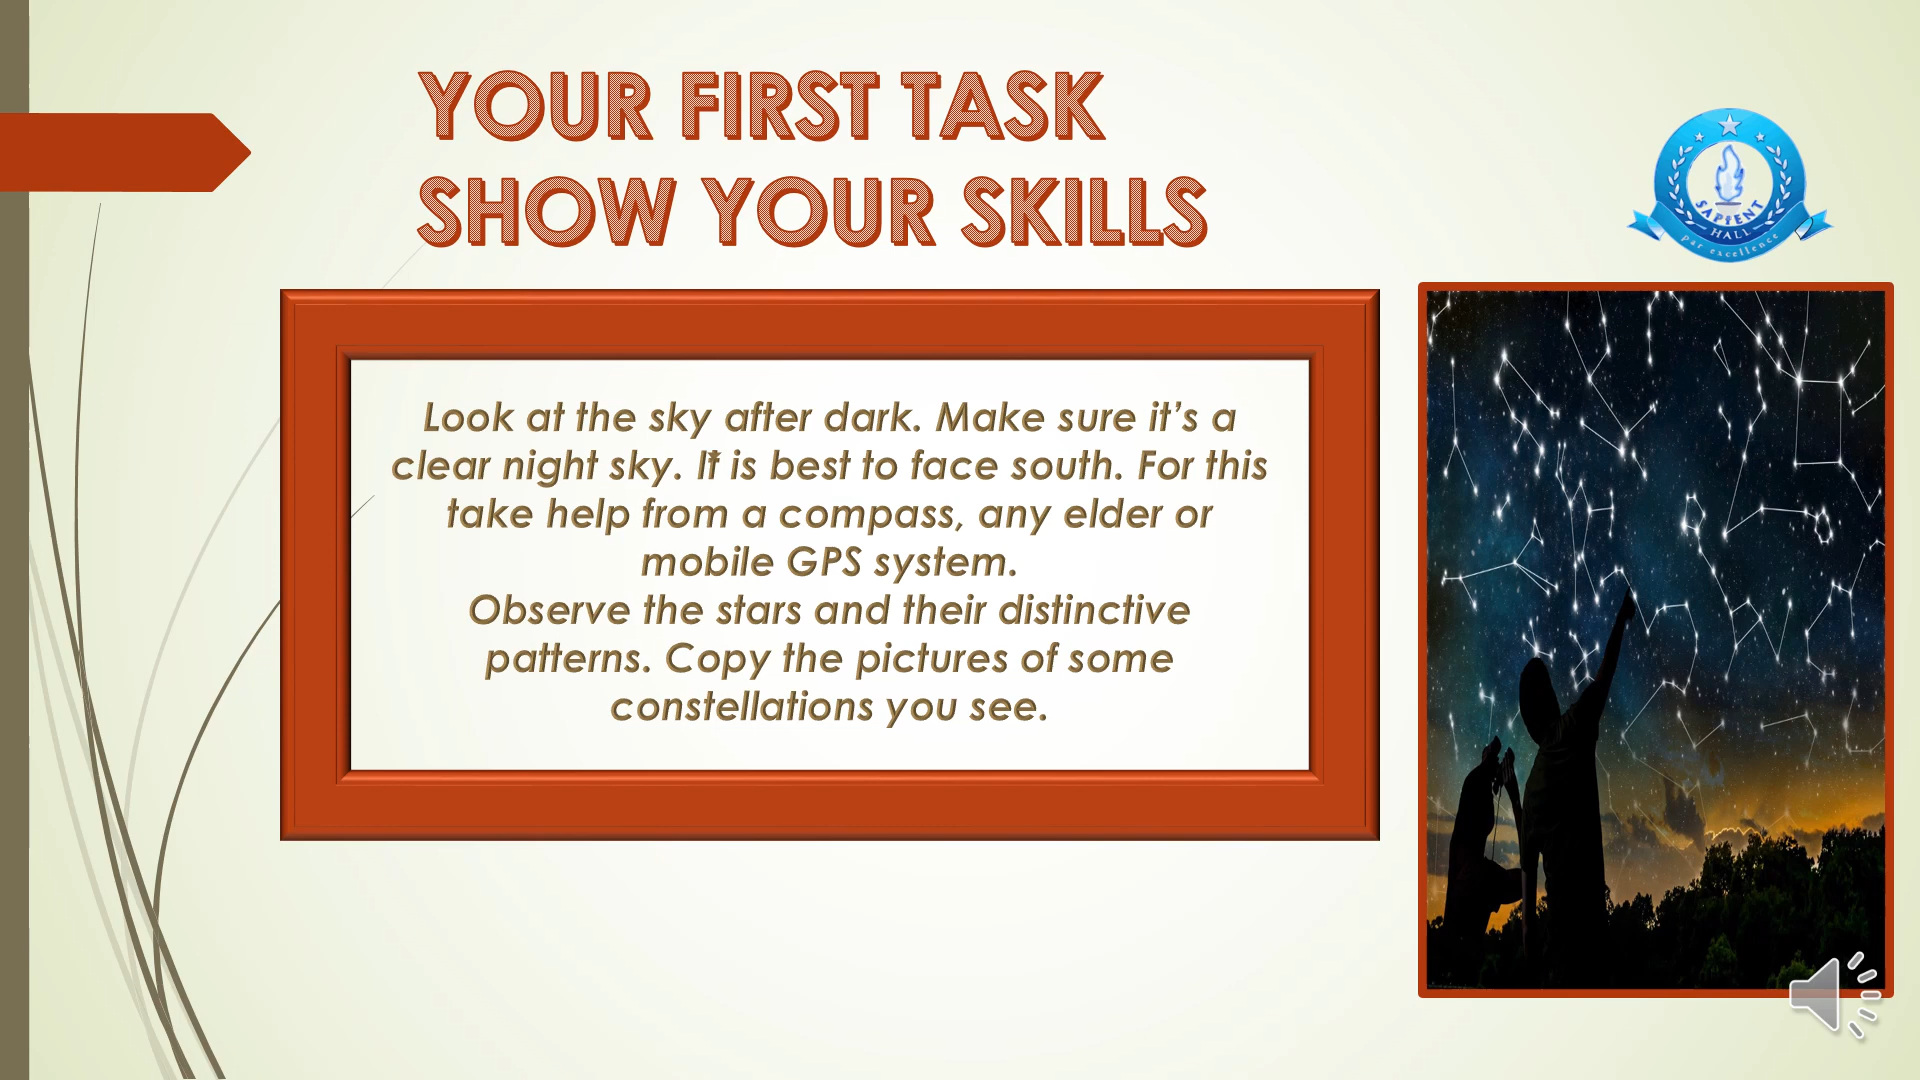 YOUR FIRST TASK
SHOW YOUR SKILLS
SAPIENT
HALL
par excellence
Look at the sky after dark. Make sure it’s a
clear night sky. It is best to face south. For this
take help from a compass, any elder or
mobile GPS system.
Observe the stars and their distinctive
patterns. Copy the pictures of some
constellations you see.